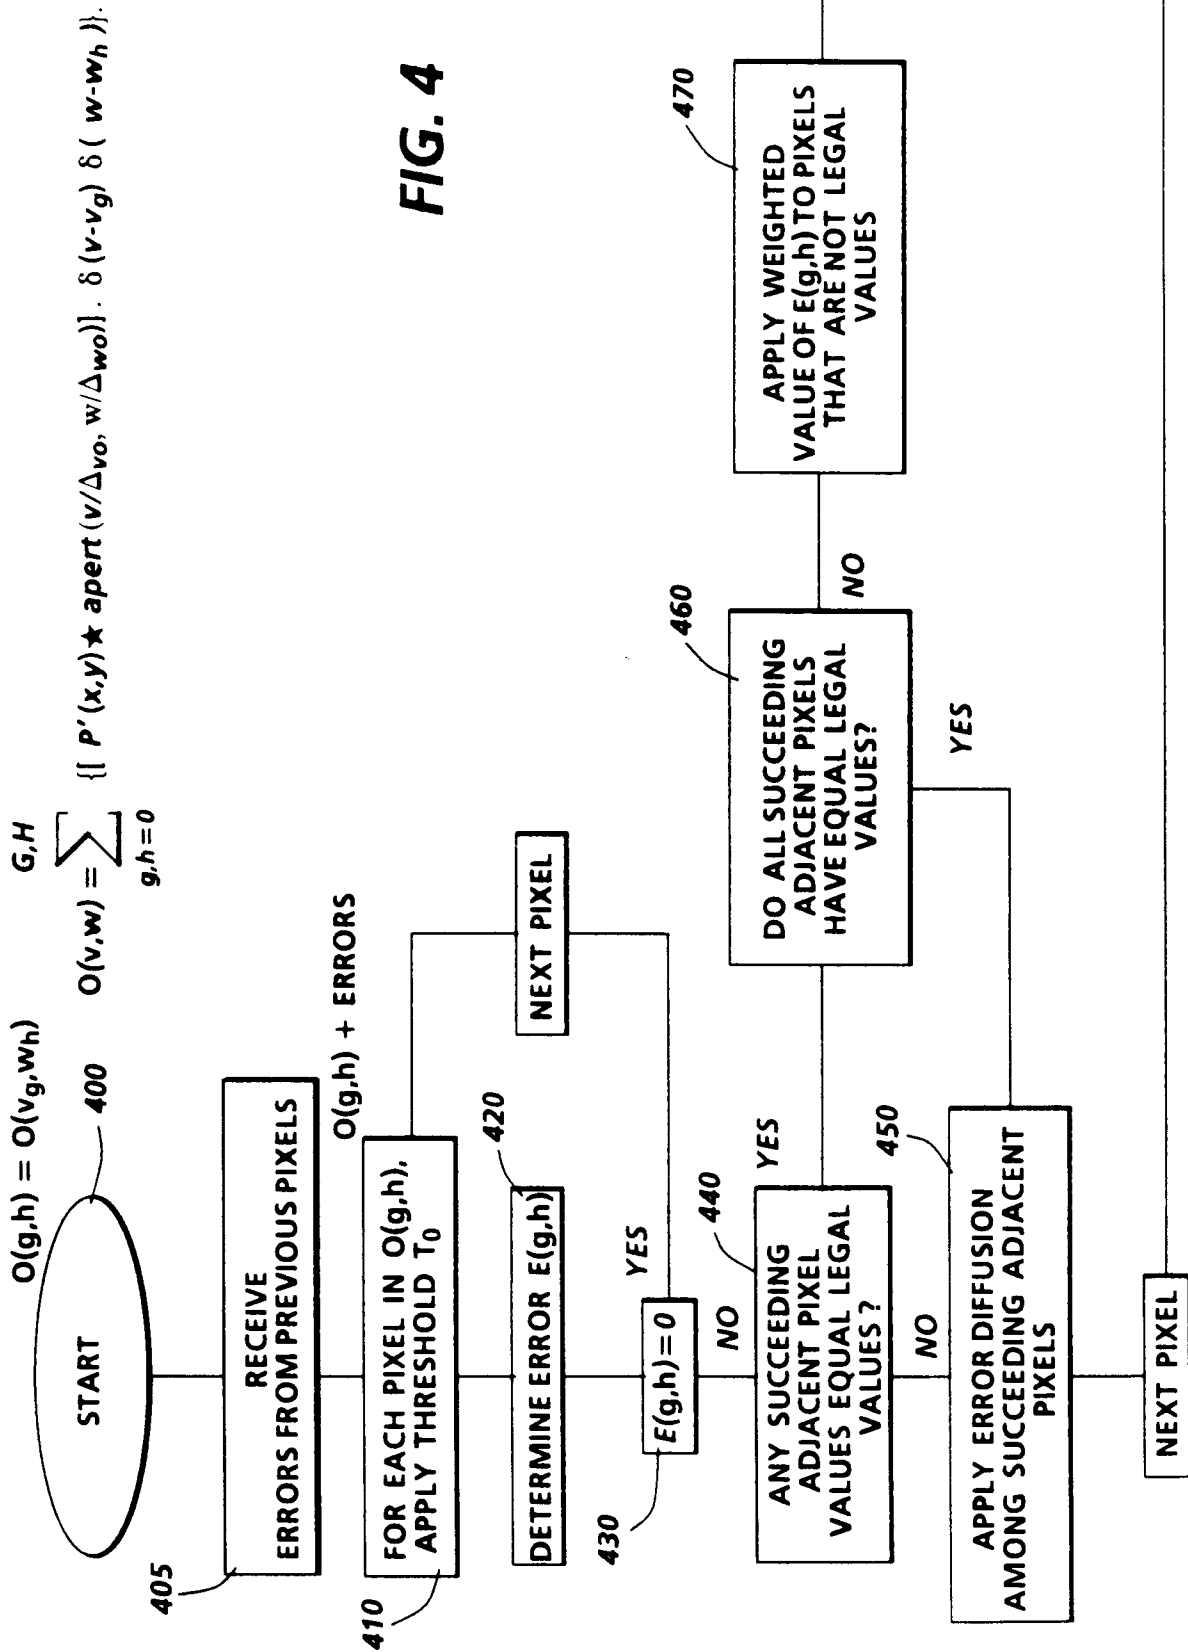 O(g,h) = O(v_g,w_h)
G,H
O(v,w) = ∑ {[ P'(x,y)★ apert(v/Δ_vo, w/Δ_wo)]. δ(v-v_g) δ( w-w_h )}.
g,h=0
400
START
FIG. 4
405
RECEIVE
ERRORS FROM PREVIOUS PIXELS
O(g,h) + ERRORS
410
FOR EACH PIXEL IN O(g,h),
APPLY THRESHOLD T_0
NEXT PIXEL
420
DETERMINE ERROR E(g,h)
430
E(g,h)=0
YES
NO
440
ANY SUCCEEDING
ADJACENT PIXEL
VALUES EQUAL LEGAL
VALUES?
YES
NO
460
DO ALL SUCCEEDING
ADJACENT PIXELS
HAVE EQUAL LEGAL
VALUES?
NO
YES
470
APPLY WEIGHTED
VALUE OF E(g,h) TO PIXELS
THAT ARE NOT LEGAL
VALUES
450
APPLY ERROR DIFFUSION
AMONG SUCCEEDING ADJACENT
PIXELS
NEXT PIXEL